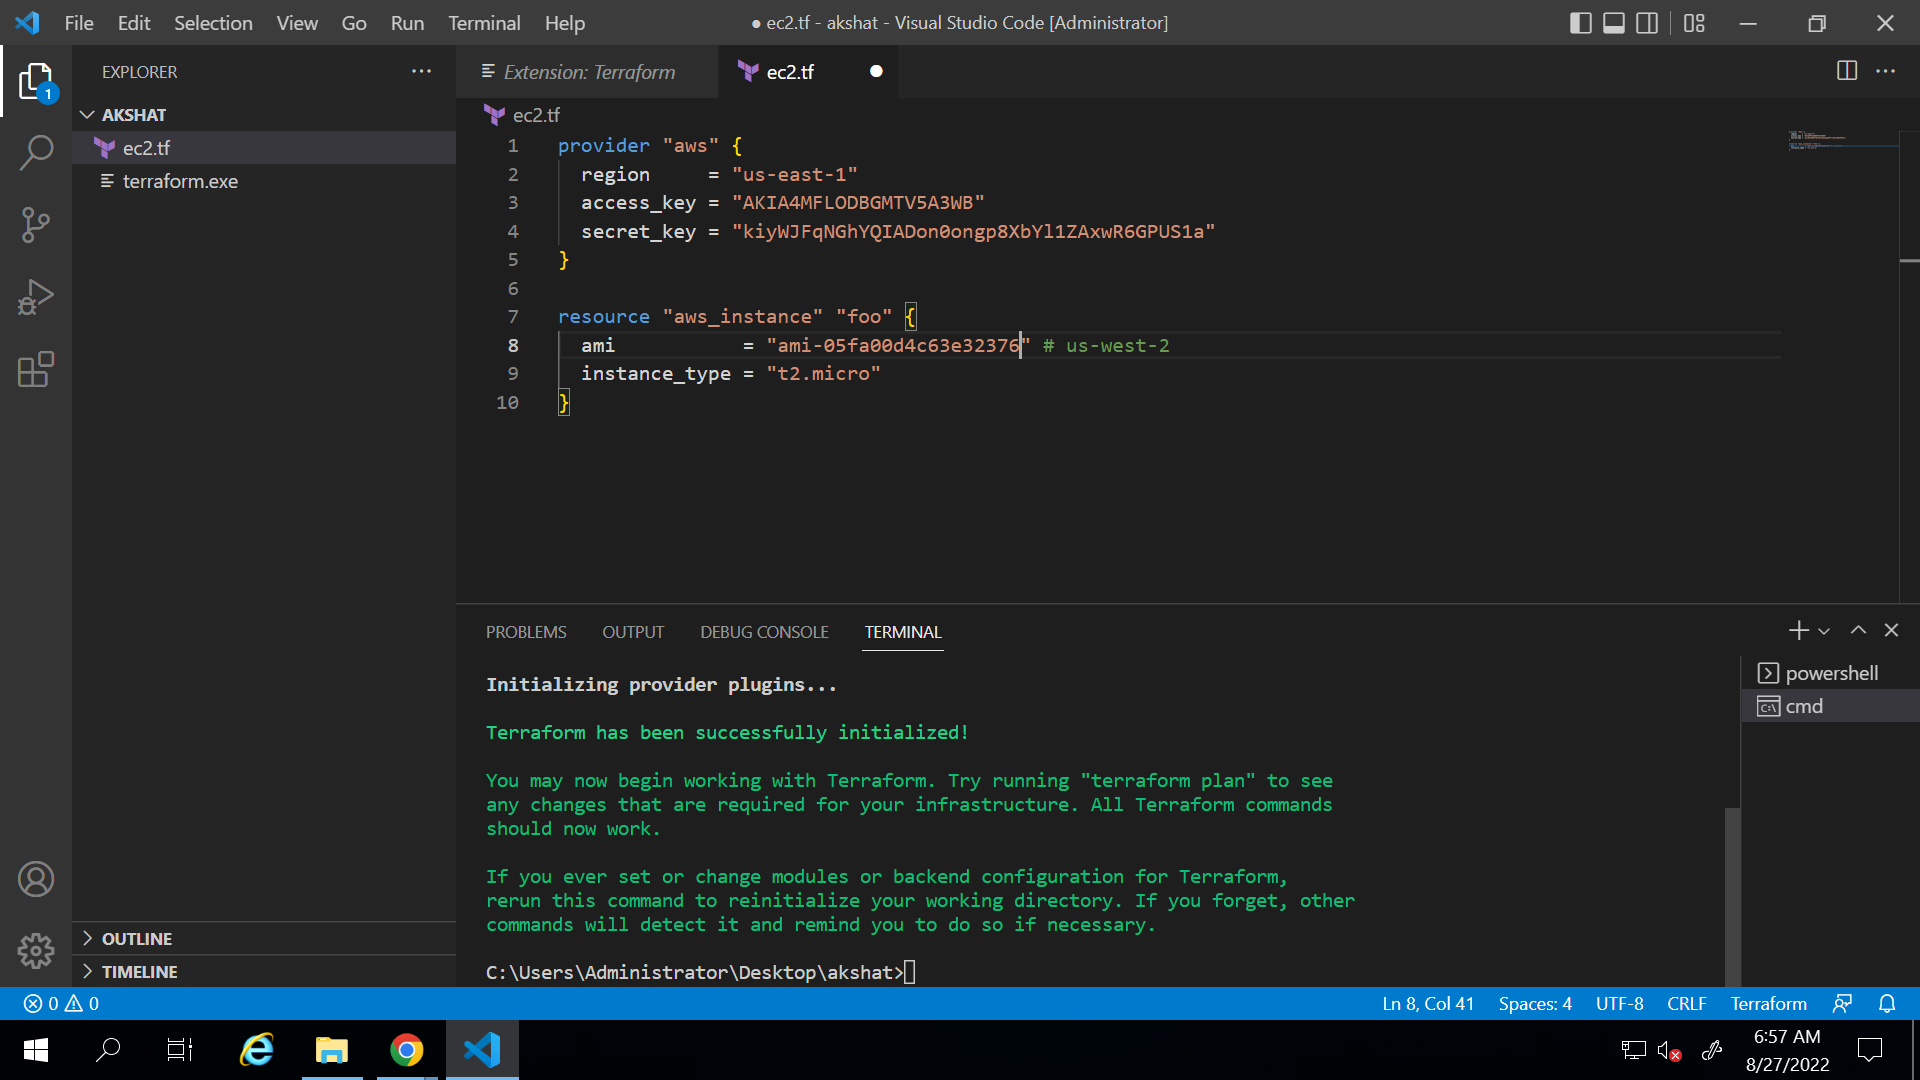 File Edit Selection View Go Run Terminal Help
● ec2.tf - akshat - Visual Studio Code [Administrator]
EXPLORER
Extension: Terraform
ec2.tf
1
AKSHAT
ec2.tf
terraform.exe
ec2.tf
1 provider "aws" {
2 region = "us-east-1"
3 access_key = "AKIA4MFLODBGMTV5A3WB"
4 secret_key = "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"
5 }
6
7 resource "aws_instance" "foo" {
8 ami = "ami-05fa00d4c63e32376" # us-west-2
9 instance_type = "t2.micro"
10 }
PROBLEMS OUTPUT DEBUG CONSOLE TERMINAL
powershell
cmd
Initializing provider plugins...
Terraform has been successfully initialized!
You may now begin working with Terraform. Try running "terraform plan" to see
any changes that are required for your infrastructure. All Terraform commands
should now work.
If you ever set or change modules or backend configuration for Terraform,
rerun this command to reinitialize your working directory. If you forget, other
commands will detect it and remind you to do so if necessary.
C:\Users\Administrator\Desktop\akshat>
OUTLINE
TIMELINE
0 0
Ln 8, Col 41 Spaces: 4 UTF-8 CRLF Terraform
6:57 AM
8/27/2022